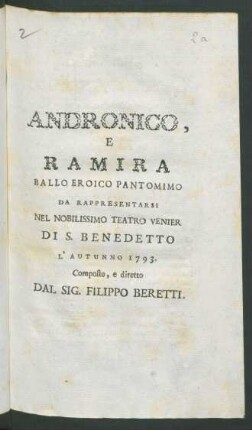 2
2a
ANDRONICO,
E
RAMIRA
BALLO EROICO PANTOMIMO
DA RAPPRESENTARSI
NEL NOBILISSIMO TEATRO VENIER
DI S. BENEDETTO
L'AUTUNNO 1793.
Compoſto, e diretto
DAL SIG. FILIPPO BERETTI.